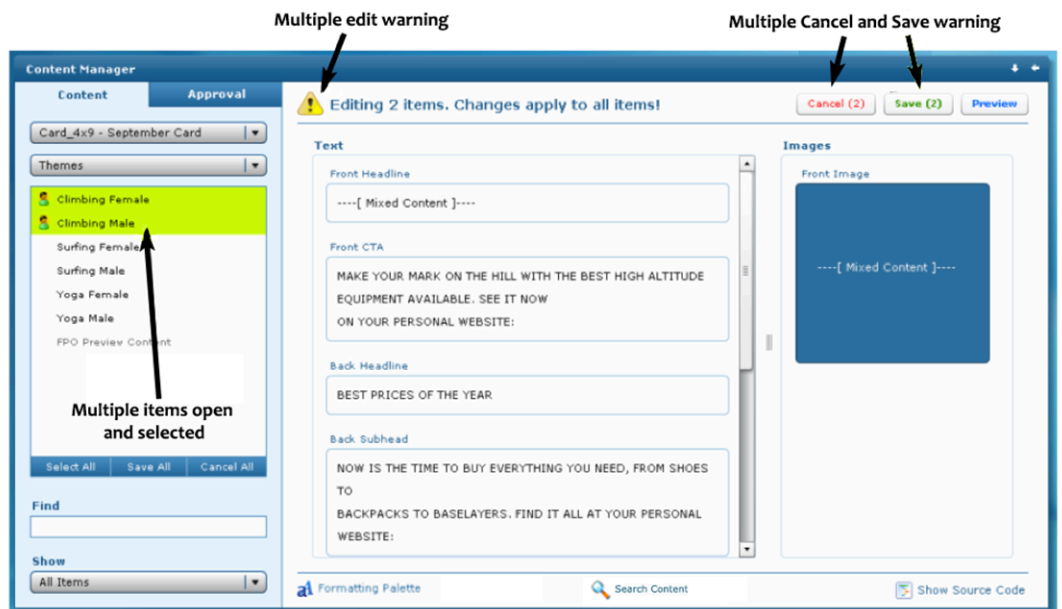 Multiple edit warning
Multiple Cancel and Save warning
Content Manager
Content
Approval
Editing 2 items. Changes apply to all items!
Cancel (2)
Save (2)
Preview
Card_4x9 - September Card
Themes
Climbing Female
Climbing Male
Surfing Female
Surfing Male
Yoga Female
Yoga Male
FPO Preview Content
Multiple items open
and selected
Select All
Save All
Cancel All
Find
Show
All Items
Text
Front Headline
----[ Mixed Content ]----
Front CTA
MAKE YOUR MARK ON THE HILL WITH THE BEST HIGH ALTITUDE
EQUIPMENT AVAILABLE. SEE IT NOW
ON YOUR PERSONAL WEBSITE:
Back Headline
BEST PRICES OF THE YEAR
Back Subhead
NOW IS THE TIME TO BUY EVERYTHING YOU NEED, FROM SHOES
TO
BACKPACKS TO BASELAYERS. FIND IT ALL AT YOUR PERSONAL
WEBSITE:
Images
Front Image
----[ Mixed Content ]----
Formatting Palette
Search Content
Show Source Code